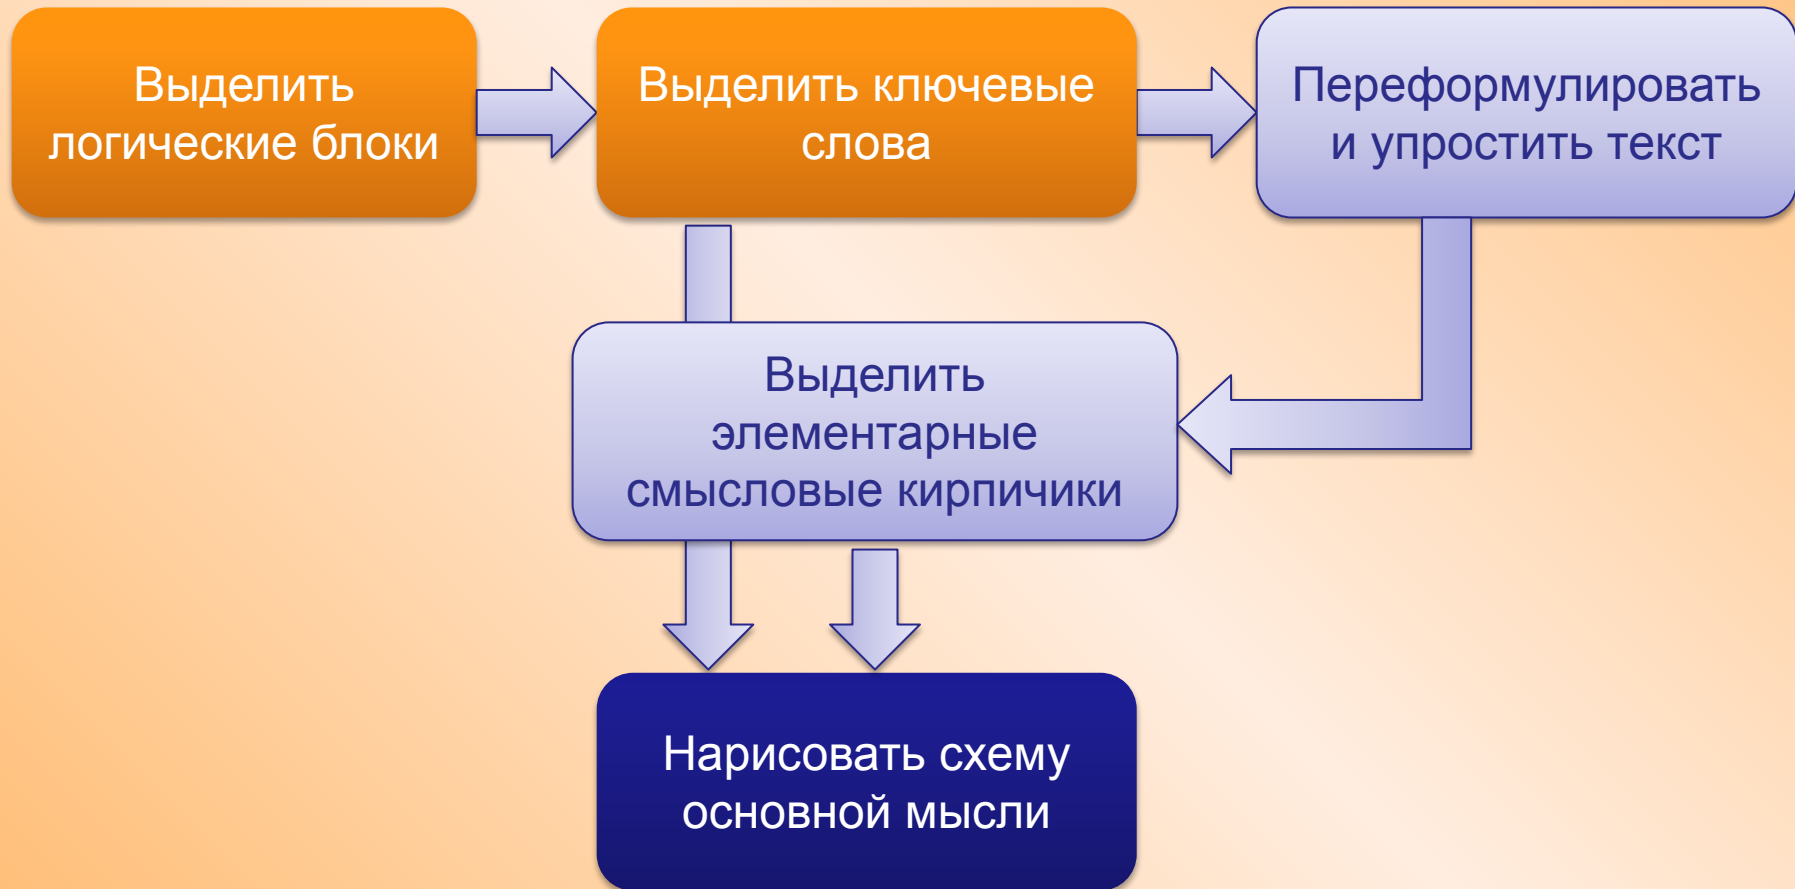 Выделить
логические блоки
Выделить ключевые
слова
Переформулировать
и упростить текст
Выделить
элементарные
смысловые кирпичики
Нарисовать схему
основной мысли